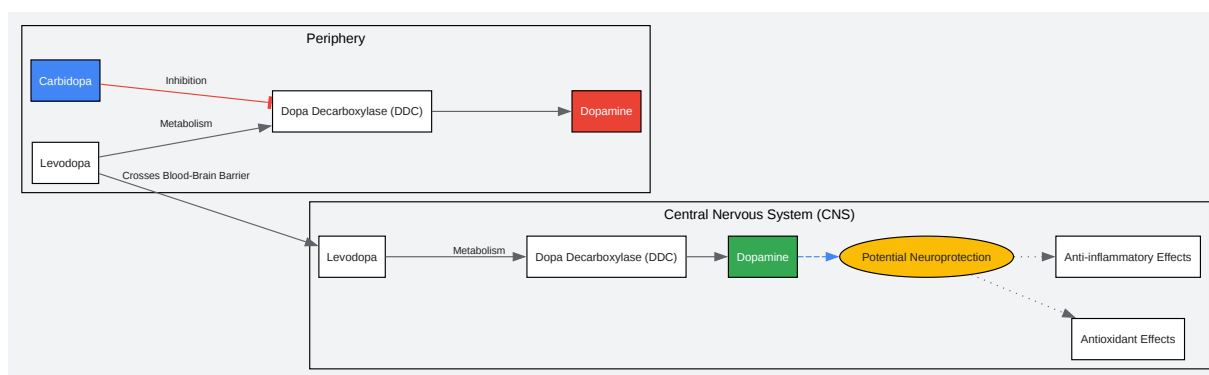 Periphery
Carbidopa
Inhibition
Dopa Decarboxylase (DDC)
Dopamine
Metabolism
Levodopa
Crosses Blood-Brain Barrier
Central Nervous System (CNS)
Levodopa
Metabolism
Dopa Decarboxylase (DDC)
Dopamine
Potential Neuroprotection
Anti-inflammatory Effects
Antioxidant Effects